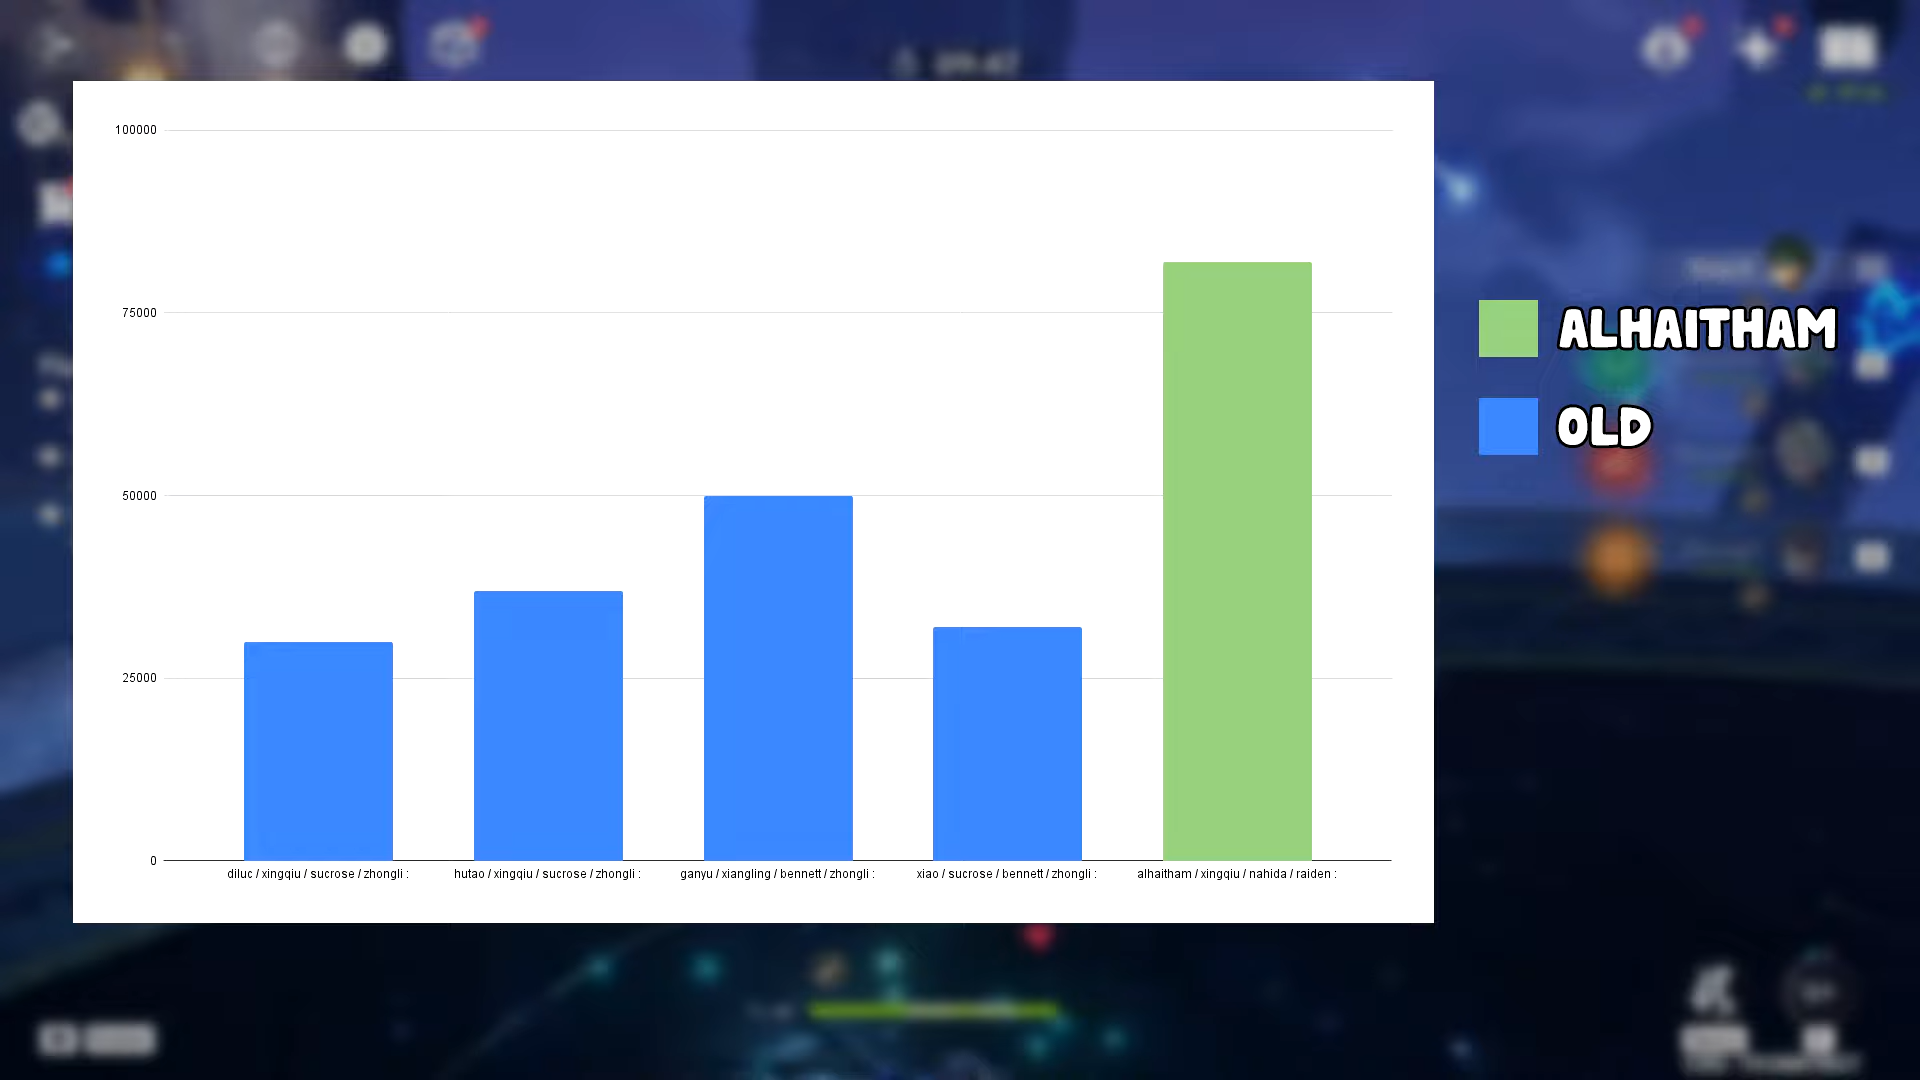 100000
75000
50000
25000
0
diluc / xingqiu / sucrose / zhongli :
hutao / xingqiu / sucrose / zhongli :
ganyu / xiangling / bennett / zhongli :
xiao / sucrose / bennett / zhongli :
alhaitham / xingqiu / nahida / raiden :
ALHAITHAM
OLD